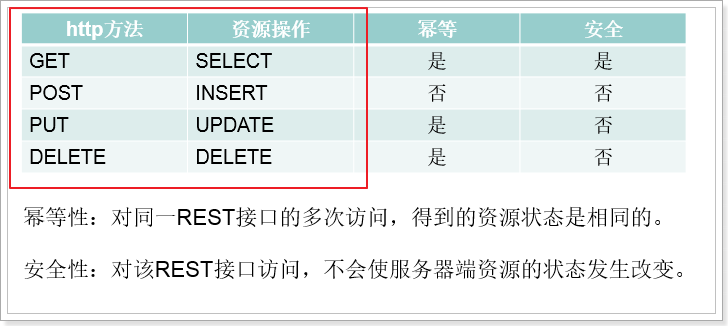 http方法 资源操作 幂等 安全
GET SELECT 是 是
POST INSERT 否 否
PUT UPDATE 是 否
DELETE DELETE 是 否
幂等性：对同一REST接口的多次访问，得到的资源状态是相同的。
安全性：对该REST接口访问，不会使服务器端资源的状态发生改变。